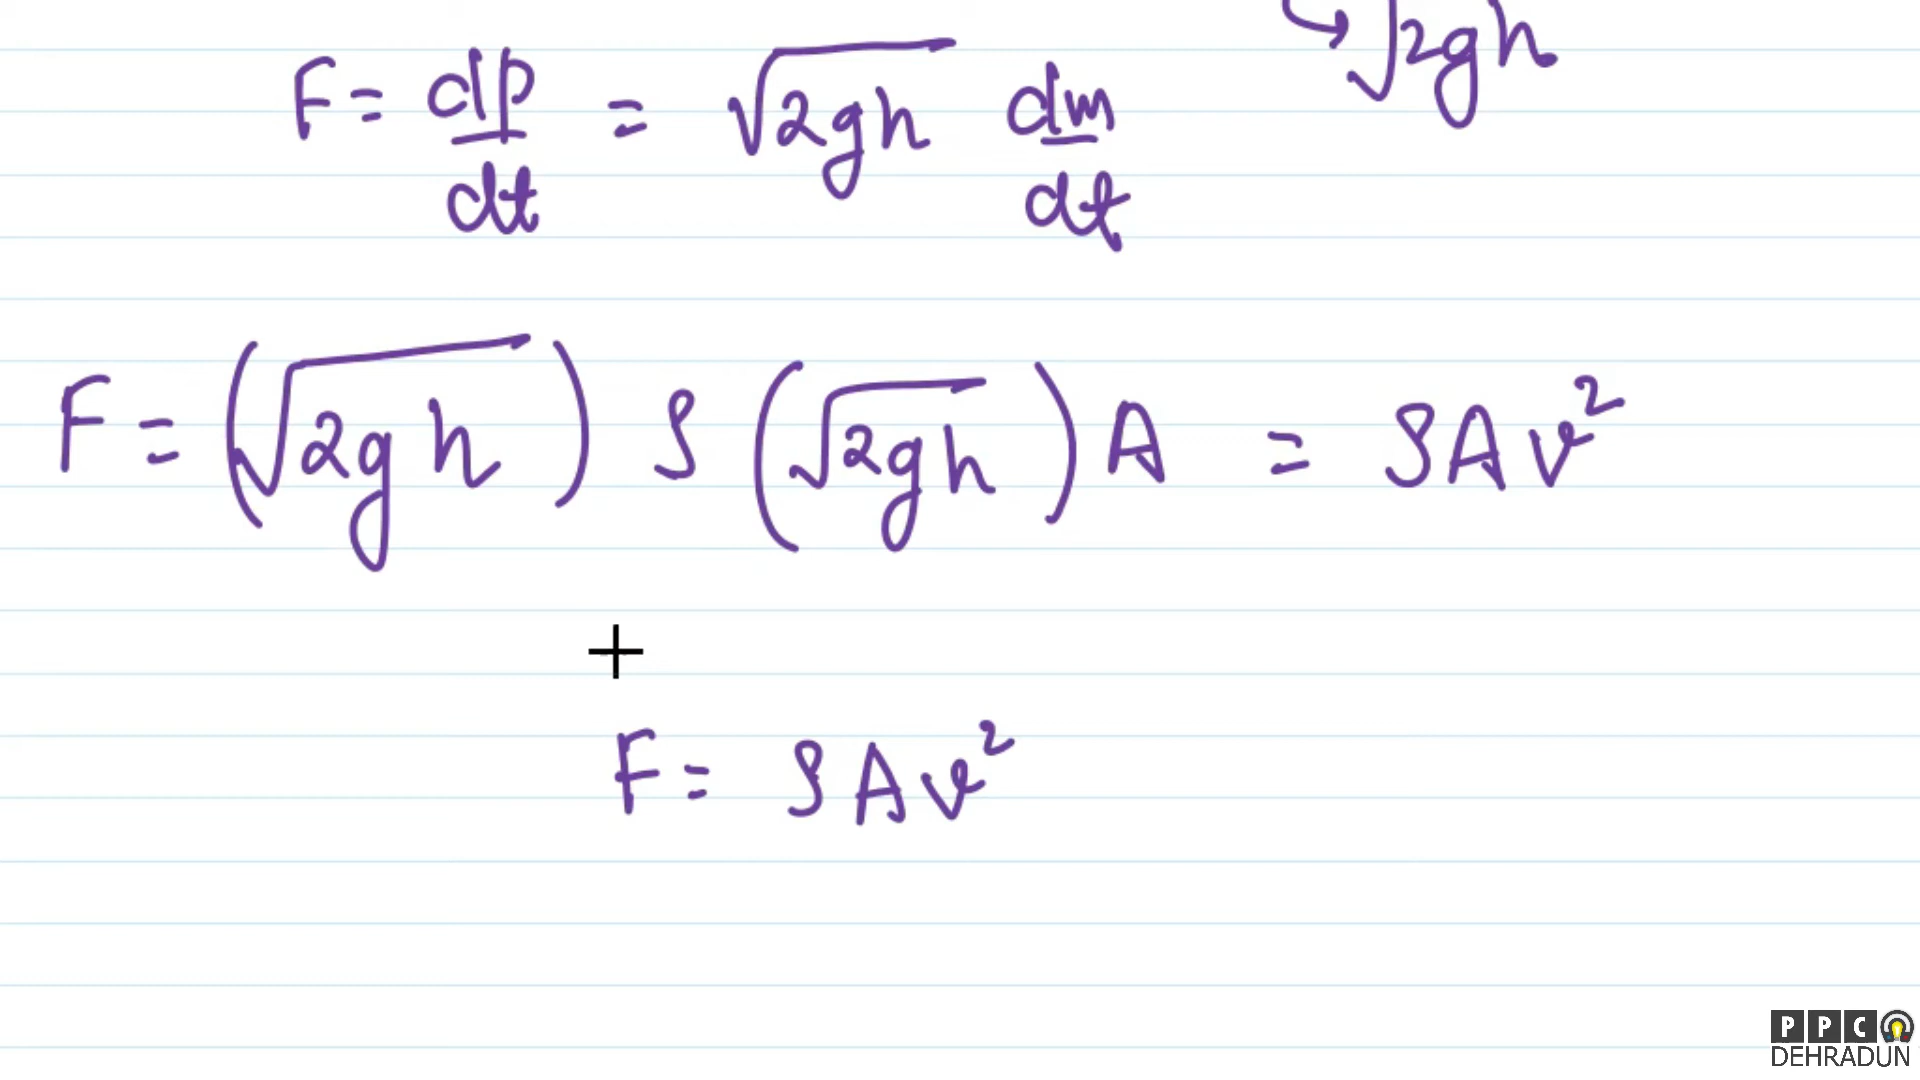 √2gh
F = dp/dt = √2gh dm/dt
F = (√2gh) ρ (√2gh) A = ρAv²
F = ρAv²
PPC
DEHRADUN